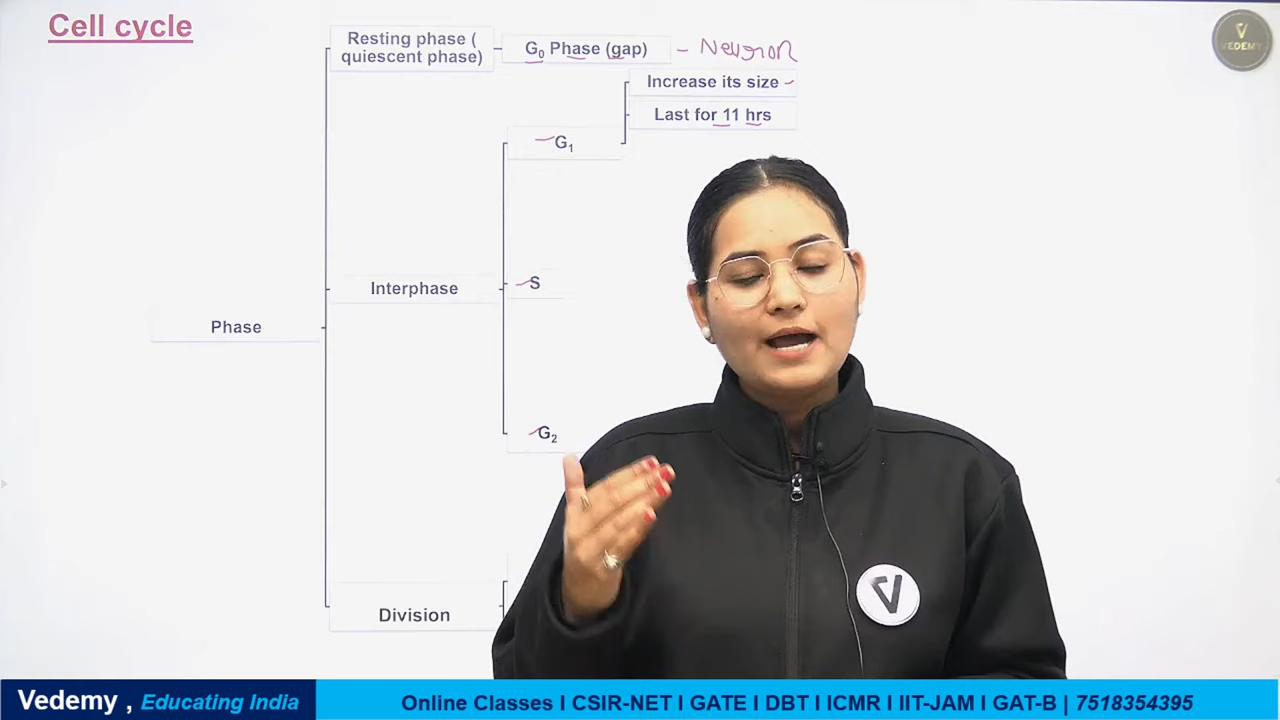 Cell cycle
Resting phase (
quiescent phase)
G₀ Phase (gap)
- Neuron
Increase its size
Last for 11 hrs
G₁
Interphase
S
Phase
G₂
Division
V
VEDEMY
V
Vedemy , Educating India
Online Classes I CSIR-NET I GATE I DBT I ICMR I IIT-JAM I GAT-B | 7518354395